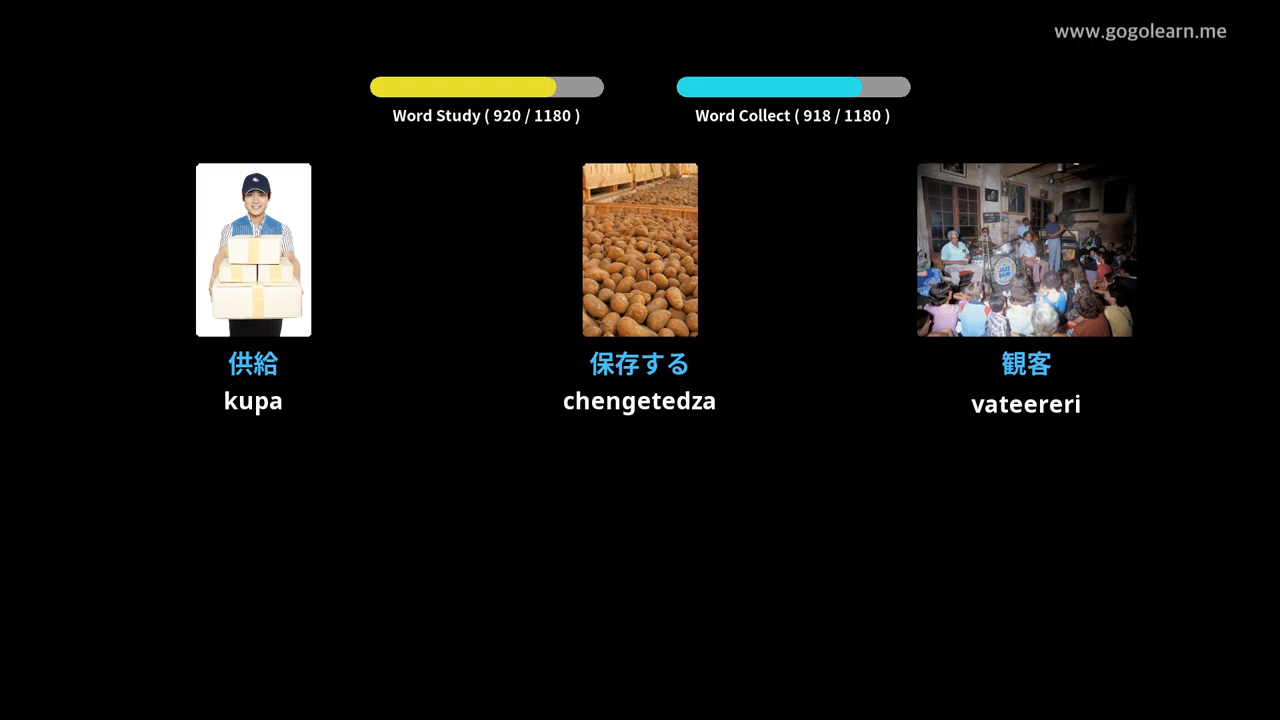 www.gogolearn.me
Word Study ( 920 / 1180 )
Word Collect ( 918 / 1180 )
供給
保存する
観客
kupa
chengetedza
vateereri